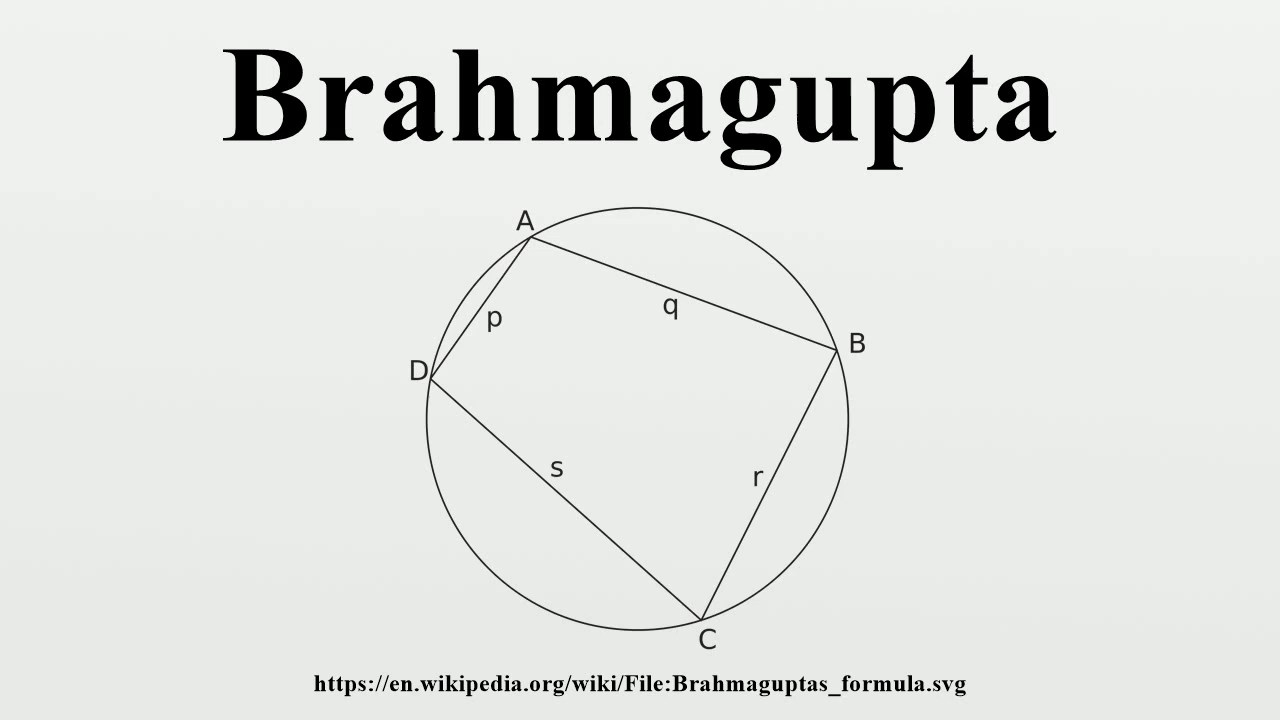 Brahmagupta
A
q
B
p
D
s
r
C
https://en.wikipedia.org/wiki/File:Brahmaguptas_formula.svg